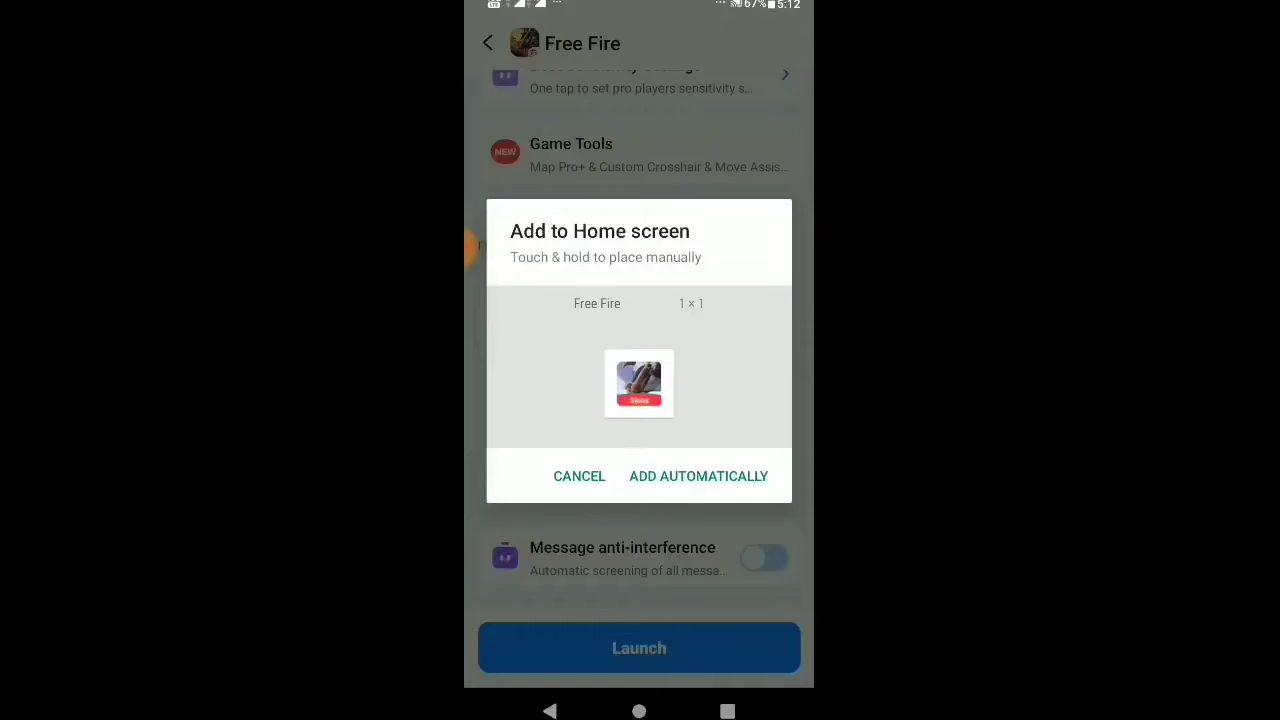 67% 5:12
Free Fire
One tap to set pro players sensitivity s...
NEW
Game Tools
Map Pro+ & Custom Crosshair & Move Assis...
Add to Home screen
Touch & hold to place manually
Free Fire 1 × 1
Skins
CANCEL ADD AUTOMATICALLY
Message anti-interference
Automatic screening of all messa...
Launch